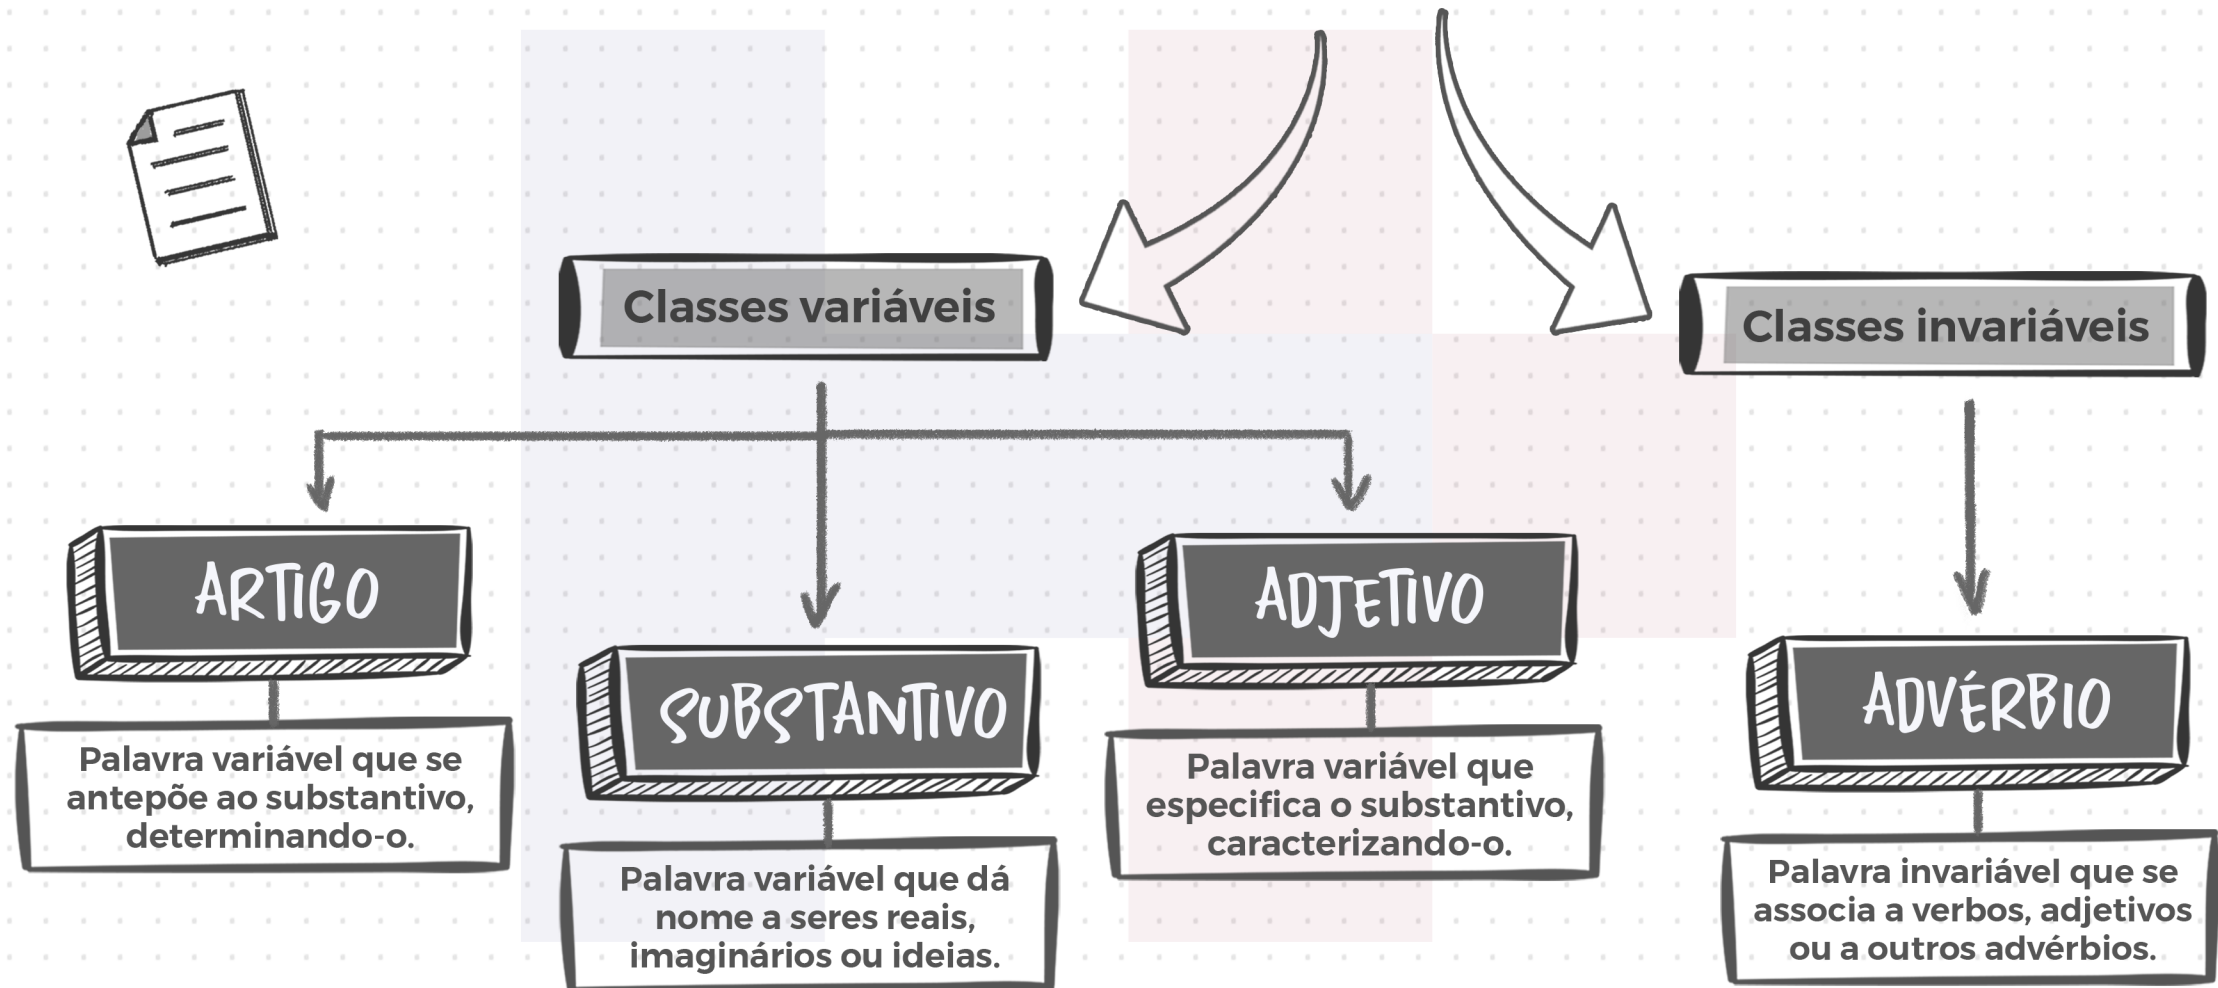 Classes variáveis
Classes invariáveis
ARTIGO
Palavra variável que se
antepõe ao substantivo,
determinando-o.
SUBSTANTIVO
Palavra variável que dá
nome a seres reais,
imaginários ou ideias.
ADJETIVO
Palavra variável que
especifica o substantivo,
caracterizando-o.
ADVÉRBIO
Palavra invariável que se
associa a verbos, adjetivos
ou a outros advérbios.